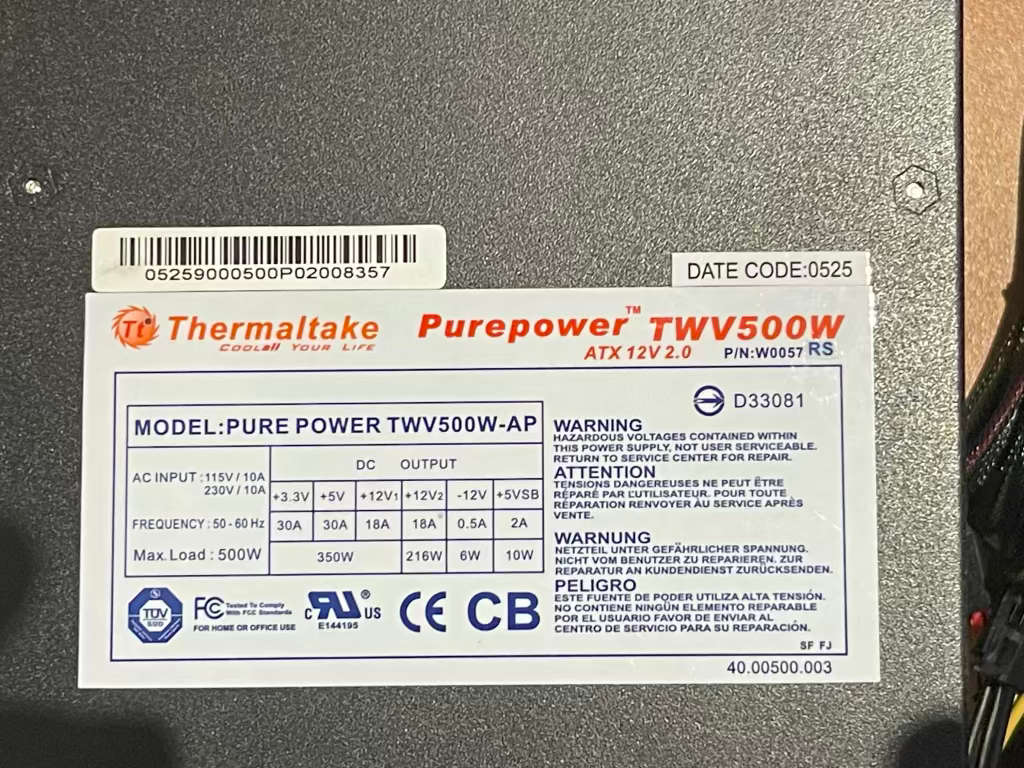 05259000500P02008357
DATE CODE:0525
Tt Thermaltake
COOLall YOUR LIFE
Purepower™ TWV500W
ATX 12V 2.0 P/N:W0057 RS
D33081
MODEL:PURE POWER TWV500W-AP
AC INPUT : 115V / 10A
230V / 10A
FREQUENCY : 50 - 60 Hz
Max. Load : 500W
DC OUTPUT
+3.3V +5V +12V1 +12V2 -12V +5VSB
30A 30A 18A 18A 0.5A 2A
350W 216W 6W 10W
WARNING
HAZARDOUS VOLTAGES CONTAINED WITHIN
THIS POWER SUPPLY, NOT USER SERVICEABLE.
RETURN TO SERVICE CENTER FOR REPAIR.
ATTENTION
TENSIONS DANGEREUSES NE PEUT ÊTRE
RÉPARÉ PAR L'UTILISATEUR. POUR TOUTE
RÉPARATION RENVOYER ÀU SERVICE APRÈS
VENTE.
WARNUNG
NETZTEIL UNTER GEFÄHRLICHER SPANNUNG.
NICHT VOM BENUTZER ZU REPARIEREN. ZUR
REPARATUR AN KUNDENDIENST ZURÜCKSENDEN.
PELIGRO
ESTE FUENTE DE PODER UTILIZA ALTA TENSIÓN.
NO CONTIENE NINGÚN ELEMENTO REPARABLE
POR EL USUARIO FAVOR DE ENVIAR AL
CENTRO DE SERVICIO PARA SU REPARACIÓN.
TÜV
SÜD
FC Tested To Comply
With FCC Standards
FOR HOME OR OFFICE USE
c RU® US
E144195
CE CB
SF FJ
40.00500.003